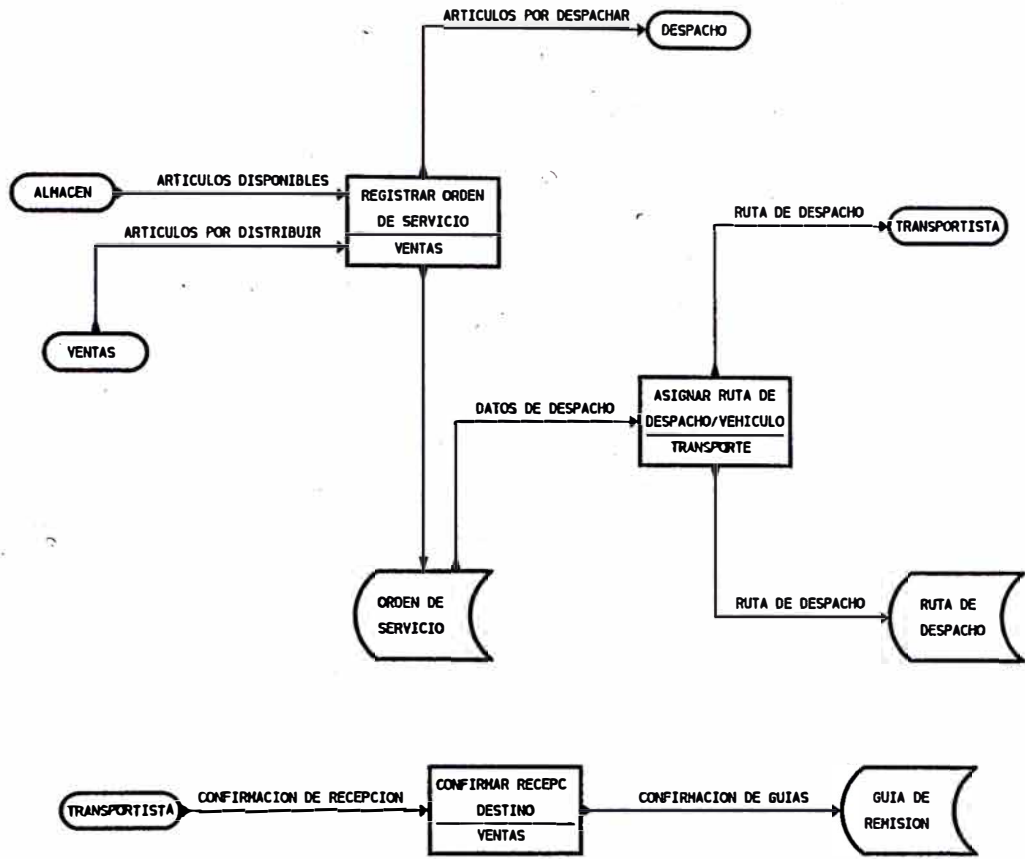 ARTICULOS POR DESPACHAR
DESPACHO
ALMACEN
ARTICULOS DISPONIBLES
REGISTRAR ORDEN
DE SERVICIO
VENTAS
ARTICULOS POR DISTRIBUIR
VENTAS
RUTA DE DESPACHO
TRANSPORTISTA
DATOS DE DESPACHO
ASIGNAR RUTA DE
DESPACHO/VEHICULO
TRANSPORTE
ORDEN DE
SERVICIO
RUTA DE DESPACHO
RUTA DE
DESPACHO
TRANSPORTISTA
CONFIRMACION DE RECEPCION
CONFIRMAR RECEPC
DESTINO
VENTAS
CONFIRMACION DE GUIAS
GUIA DE
REMISION